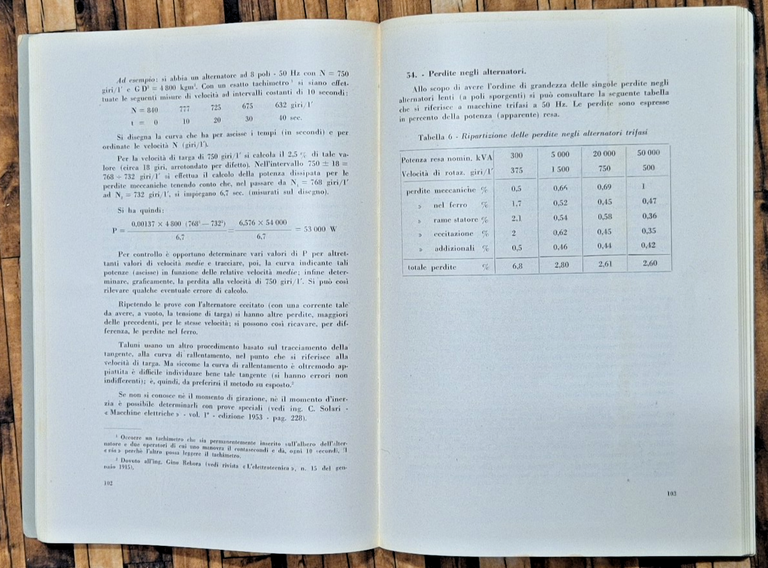 Ad esempio: si abbia un alternatore ad 8 poli - 50 Hz con N = 750
giri/1' e G D² = 4 800 kgm². Con un esatto tachimetro ¹ si siano effet-
tuate le seguenti misure di velocità ad intervalli costanti di 10 secondi:
N = 840 777 725 675 632 giri/1'
t = 0 10 20 30 40 sec.
Si disegna la curva che ha per ascisse i tempi (in secondi) e per
ordinate le velocità N (giri/1').
Per la velocità di targa di 750 giri/1' si calcola il 2,5 % di tale va-
lore (circa 18 giri, arrotondato per difetto). Nell'intervallo 750 ± 18 =
768 ÷ 732 giri/1' si effettua il calcolo della potenza dissipata per le
perdite meccaniche tenendo conto che, nel passare da N₁ = 768 giri/1'
ad N₂ = 732 giri/1', si impiegano 6,7 sec. (misurati sul disegno).
Si ha quindi:
P = 0,00137 × 4 800 (768² — 732²) / 6,7 = 6,576 × 54 000 / 6,7 = 53 000 W
Per controllo è opportuno determinare vari valori di P per altret-
tanti valori di velocità medie e tracciare, poi, la curva indicante tali
potenze (ascisse) in funzione delle relative velocità medie; infine deter-
minare, graficamente, la perdita alla velocità di 750 giri/1'. Si può così
rilevare qualche eventuale errore di calcolo.
Ripetendo le prove con l'alternatore eccitato (con una corrente tale
da avere, a vuoto, la tensione di targa) si hanno altre perdite, maggiori
delle precedenti, per le stesse velocità; si possono così ricavare, per dif-
ferenza, le perdite nel ferro.
Taluni usano un altro procedimento basato sul tracciamento della
tangente, alla curva di rallentamento, nel punto che si riferisce alla
velocità di targa. Ma siccome la curva di rallentamento è oltremodo ap-
piattita è difficile individuare bene tale tangente (si hanno errori non
indifferenti); è, quindi, da preferirsi il metodo su esposto.²
Se non si conosce nè il momento di girazione, nè il momento d'iner-
zia è possibile determinarli con prove speciali (vedi ing. C. Solari -
« Macchine elettriche » - vol. I° - edizione 1953 - pag. 228).
¹ Occorre un tachimetro che sia permanentemente inserito sull'albero dell'alter-
natore e due operatori di cui uno manovra il contasecondi e dà, ogni 10 secondi, il
« via » perchè l'altro possa leggere il tachimetro.
² Dovuto all'ing. Gino Rebora (vedi rivista « L'elettrotecnica », n. 15 del gen-
naio 1915).
102
54. - Perdite negli alternatori.
Allo scopo di avere l'ordine di grandezza delle singole perdite negli
alternatori lenti (a poli sporgenti) si può consultare la seguente tabella
che si riferisce a macchine trifasi a 50 Hz. Le perdite sono espresse
in percento della potenza (apparente) resa.
Tabella 6 - Ripartizione delle perdite negli alternatori trifasi
Potenza resa nomin. kVA 300 5 000 20 000 50 000
Velocità di rotaz. giri/1' 375 1 500 750 500
perdite meccaniche % 0,5 0,66 0,69 1
» nel ferro % 1,7 0,52 0,45 0,47
» rame statore % 2,1 0,54 0,58 0,36
» eccitazione % 2 0,62 0,45 0,35
» addizionali % 0,5 0,46 0,44 0,42
totale perdite % 6,8 2,80 2,61 2,60
103